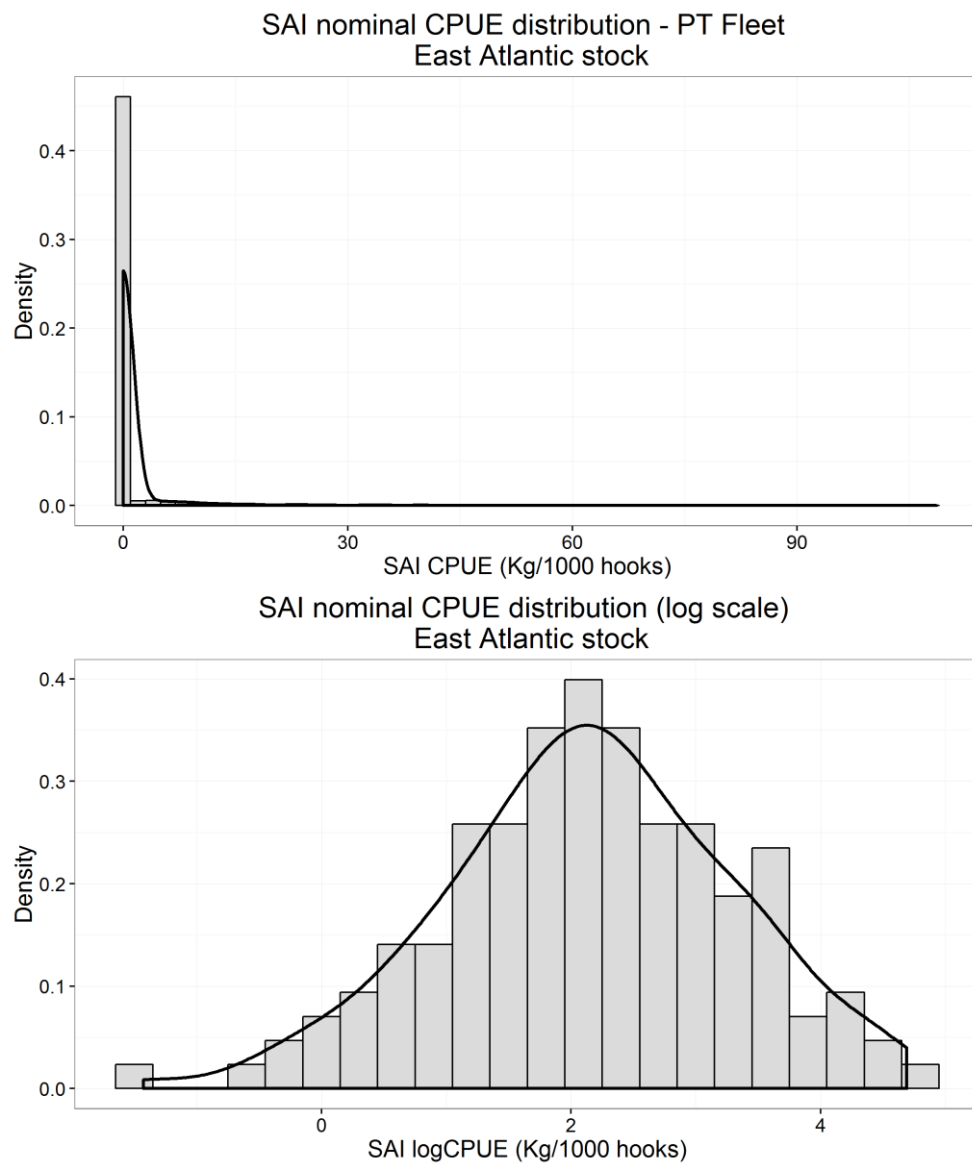 SAI nominal CPUE distribution - PT Fleet
East Atlantic stock
0.4
0.3
0.2
0.1
0.0
Density
0 30 60 90
SAI CPUE (Kg/1000 hooks)
SAI nominal CPUE distribution (log scale)
East Atlantic stock
0.4
0.3
0.2
0.1
0.0
Density
0 2 4
SAI logCPUE (Kg/1000 hooks)